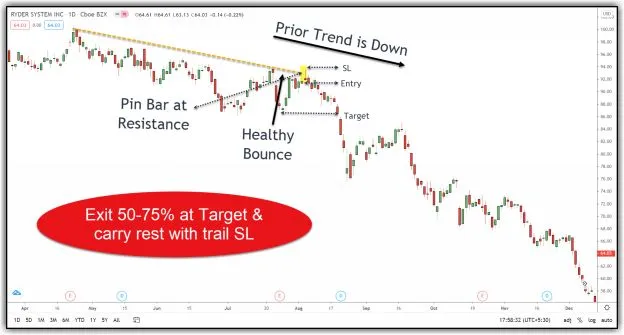 RYDER SYSTEM INC · 1D · Cboe BZX
O64.61 H64.61 L63.13 C64.03 −0.14 (−0.22%)
64.03 0.00 64.03
USD
Prior Trend is Down
SL
Entry
Target
Pin Bar at
Resistance
Healthy
Bounce
Exit 50-75% at Target &
carry rest with trail SL
100.00
98.00
96.00
94.00
92.00
90.00
88.00
86.00
84.00
82.00
80.00
78.00
76.00
74.00
72.00
70.00
68.00
66.00
64.03
62.00
60.00
58.00
E D E D E D
Apr May Jun Jul Aug Sep Oct Nov Dec
1D 5D 1M 3M 6M YTD 1Y 5Y All
17:58:32 (UTC+5:30) adj % log auto